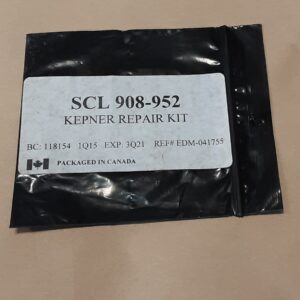 SCL 908-952
KEPNER REPAIR KIT
BC: 118154 1Q15 EXP: 3Q21 REF# EDM-041755
PACKAGED IN CANADA